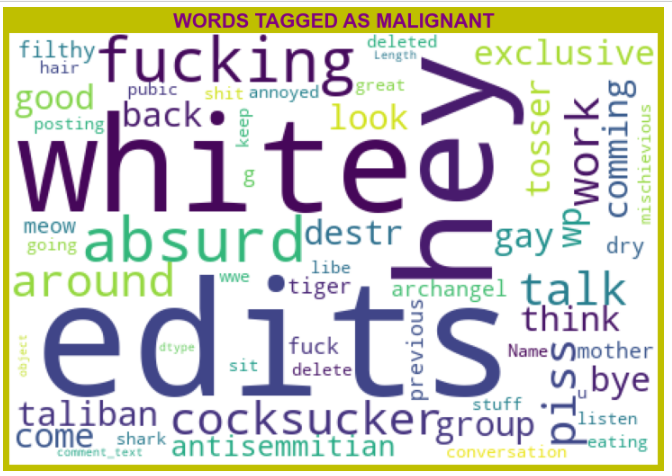 WORDS TAGGED AS MALIGNANT
filthy
fucking
deleted
Length
exclusive
hair
pubic
shit
annoyed
great
good
back
look
posting
keep
white
hey
tosser
work
comming
mischievious
g
meow
going
absurd
destr
gay
wp
dry
libe
wwe
tiger
around
archangel
talk
edits
previous
think
object
dtype
sit
fuck
delete
Name
piss
mother
u
bye
taliban
cocksucker
group
stuff
listen
come
shark
antisemmitian
conversation
eating
comment_text